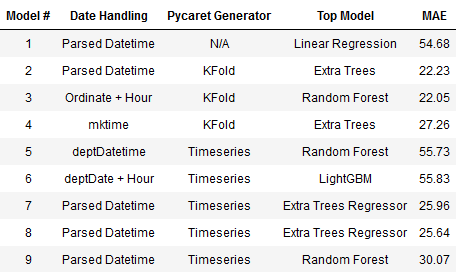 Model # Date Handling Pycaret Generator Top Model MAE
1 Parsed Datetime N/A Linear Regression 54.68
2 Parsed Datetime KFold Extra Trees 22.23
3 Ordinate + Hour KFold Random Forest 22.05
4 mktime KFold Extra Trees 27.26
5 deptDatetime Timeseries Random Forest 55.73
6 deptDate + Hour Timeseries LightGBM 55.83
7 Parsed Datetime Timeseries Extra Trees Regressor 25.96
8 Parsed Datetime Timeseries Extra Trees Regressor 25.64
9 Parsed Datetime Timeseries Random Forest 30.07